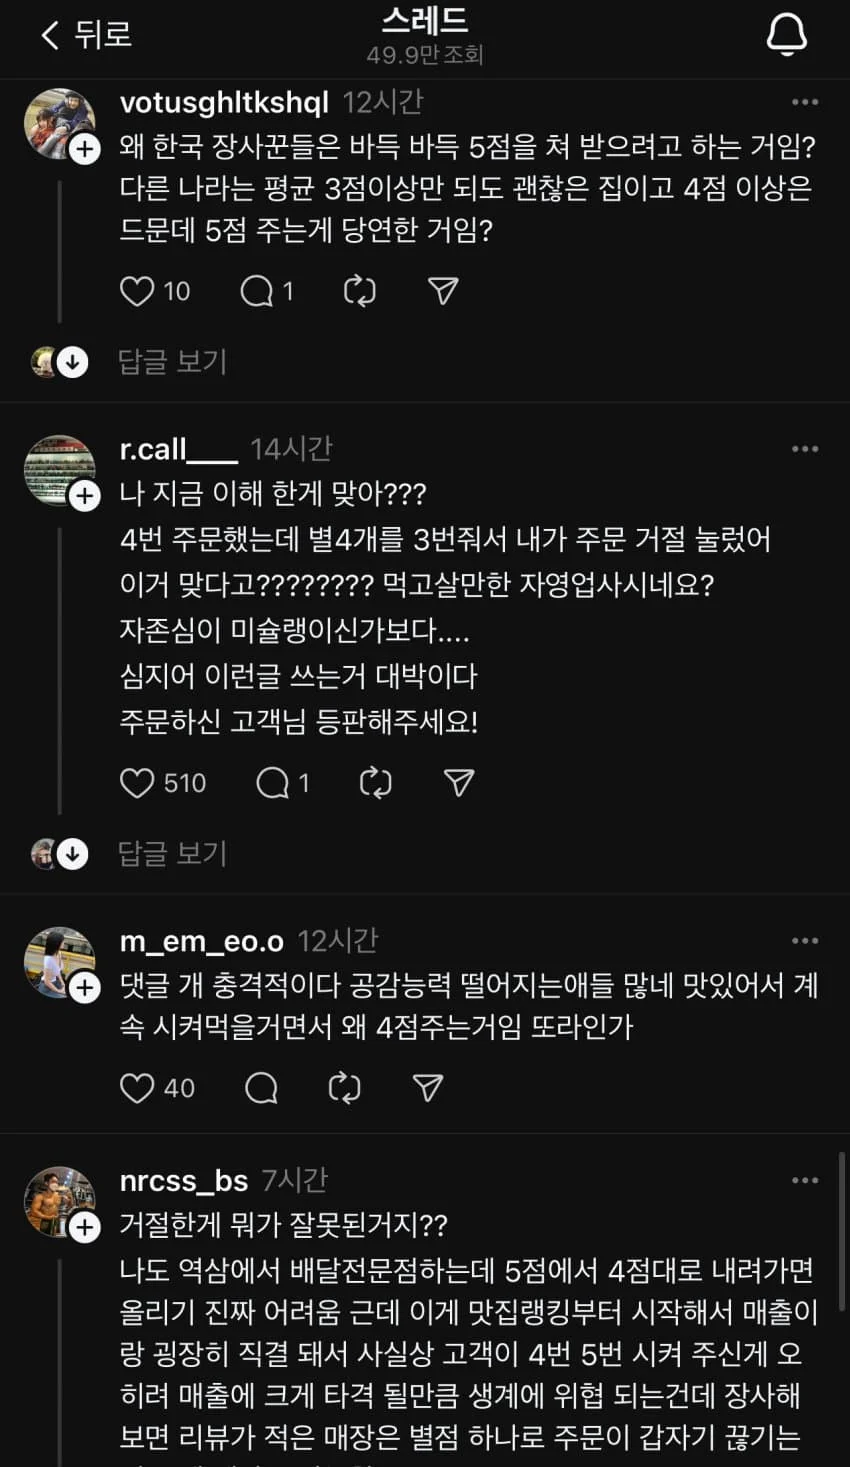 뒤로
스레드
49.9만 조회
votusghltkshql 12시간
왜 한국 장사꾼들은 바득 바득 5점을 쳐 받으려고 하는 거임?
다른 나라는 평균 3점이상만 되도 괜찮은 집이고 4점 이상은
드문데 5점 주는게 당연한 거임?
10 1
답글 보기
r.call___ 14시간
나 지금 이해 한게 맞아???
4번 주문했는데 별4개를 3번줘서 내가 주문 거절 눌렀어
이거 맞다고???????? 먹고살만한 자영업사시네요?
자존심이 미슐랭이신가보다....
심지어 이런글 쓰는거 대박이다
주문하신 고객님 등판해주세요!
510 1
답글 보기
m_em_eo.o 12시간
댓글 개 충격적이다 공감능력 떨어지는애들 많네 맛있어서 계
속 시켜먹을거면서 왜 4점주는거임 또라인가
40
nrcss_bs 7시간
거절한게 뭐가 잘못된거지??
나도 역삼에서 배달전문점하는데 5점에서 4점대로 내려가면
올리기 진짜 어려움 근데 이게 맛집랭킹부터 시작해서 매출이
랑 굉장히 직결 돼서 사실상 고객이 4번 5번 시켜 주신게 오
히려 매출에 크게 타격 될만큼 생계에 위협 되는건데 장사해
보면 리뷰가 적은 매장은 별점 하나로 주문이 갑자기 끊기는